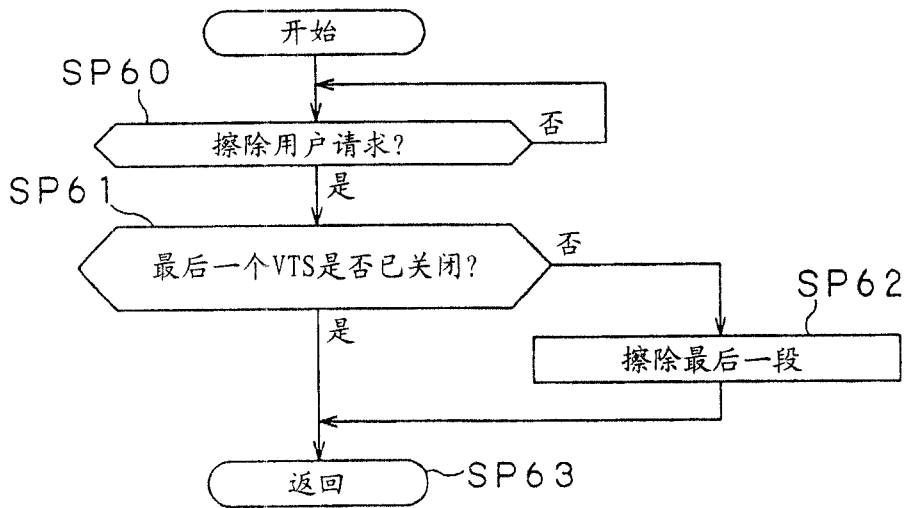 开始
SP60
擦除用户请求?
否
是
SP61
最后一个VTS是否已关闭?
否
是
SP62
擦除最后一段
返回
SP63